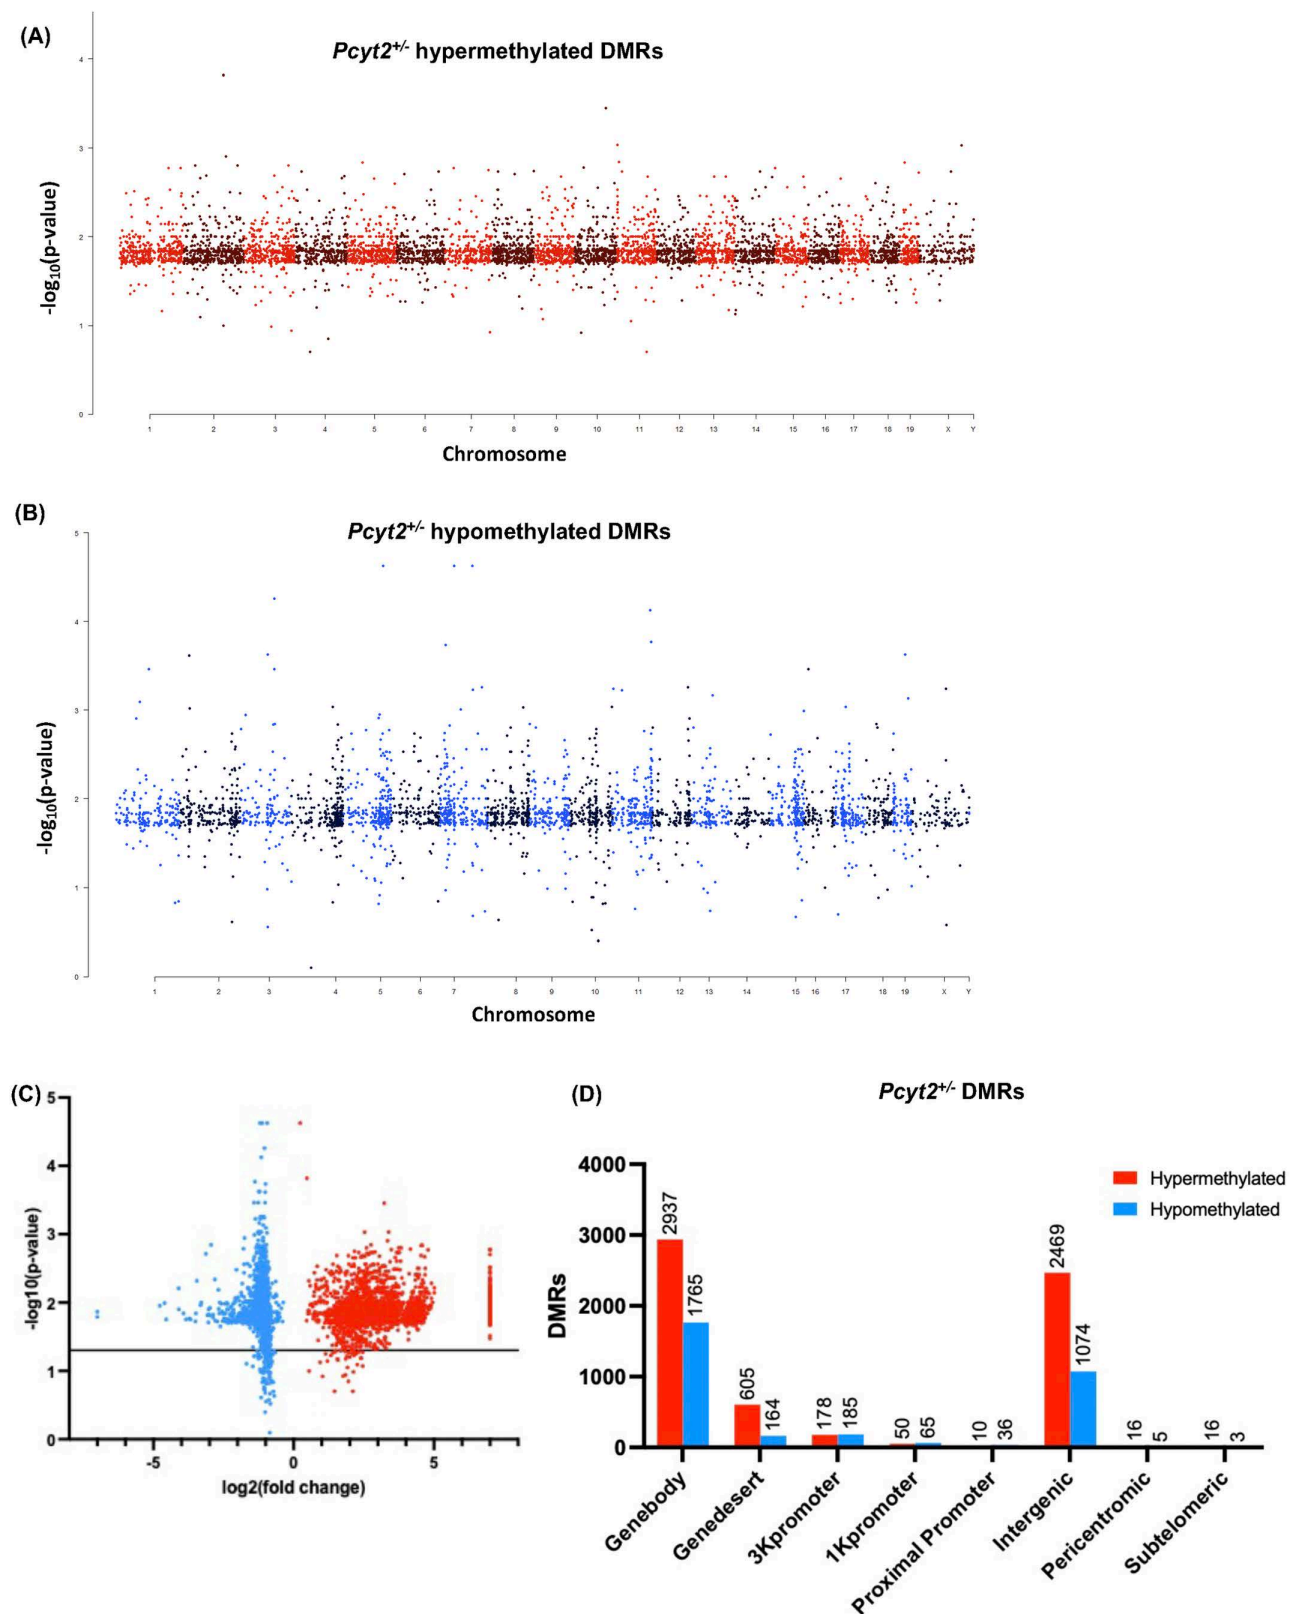 (A)
Pcyt2+/- hypermethylated DMRs
4
3
2
1
0
-log10(p-value)
1 2 3 4 5 6 7 8 9 10 11 12 13 14 15 16 17 18 19 X Y
Chromosome
(B)
Pcyt2+/- hypomethylated DMRs
5
4
3
2
1
0
-log10(p-value)
1 2 3 4 5 6 7 8 9 10 11 12 13 14 15 16 17 18 19 X Y
Chromosome
(C)
5
4
3
2
1
0
-log10(p-value)
-5 0 5
log2(fold change)
(D)
Pcyt2+/- DMRs
Hypermethylated
Hypomethylated
4000
3000
2000
1000
0
DMRs
2937 1765 605 164 178 185 50 65 10 36 2469 1074 16 5 16 3
Genebody
Genedesert
3Kpromoter
1Kpromoter
Proximal Promoter
Intergenic
Pericentromic
Subtelomeric